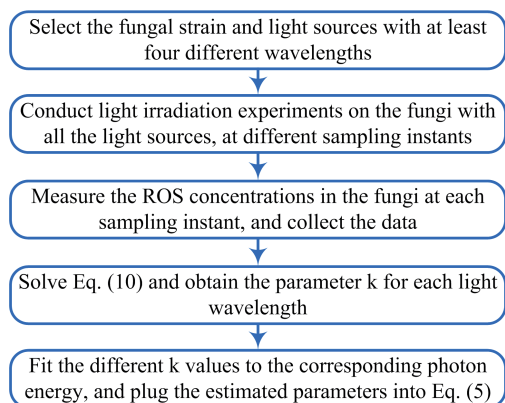 Select the fungal strain and light sources with at least
four different wavelengths
Conduct light irradiation experiments on the fungi with
all the light sources, at different sampling instants
Measure the ROS concentrations in the fungi at each
sampling instant, and collect the data
Solve Eq. (10) and obtain the parameter k for each light
wavelength
Fit the different k values to the corresponding photon
energy, and plug the estimated parameters into Eq. (5)